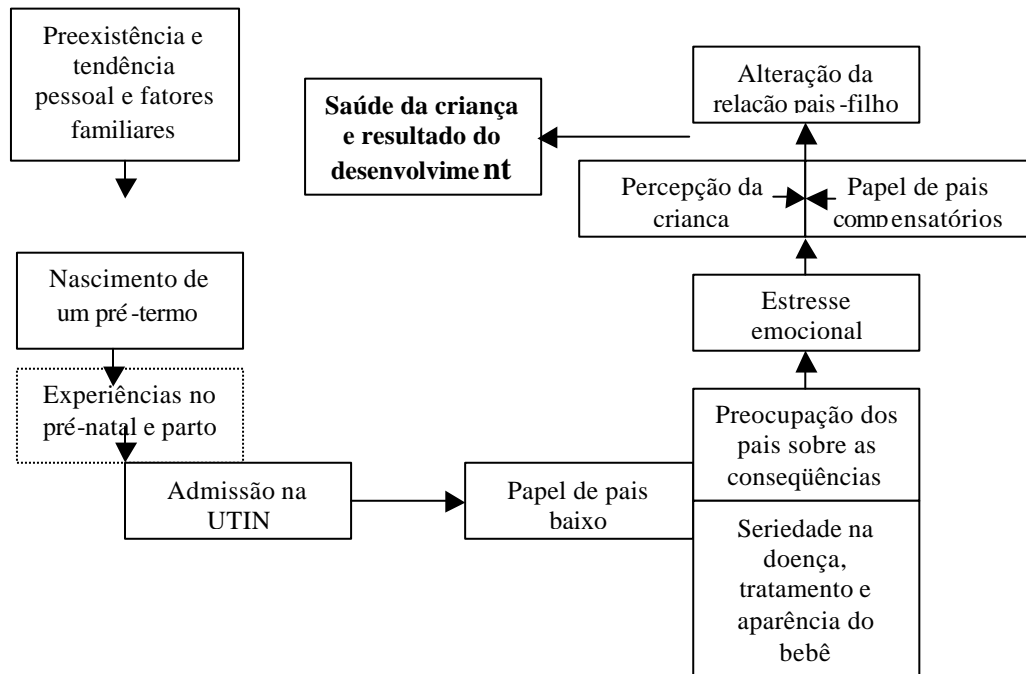 Preexistência e
tendência
pessoal e fatores
familiares
Saúde da criança
e resultado do
desenvolviment
Alteração da
relação pais-filho
Percepção da
criança
Papel de pais
compensatórios
Nascimento de
um pré-termo
Estresse
emocional
Experiências no
pré-natal e parto
Preocupação dos
pais sobre as
conseqüências
Admissão na
UTIN
Papel de pais
baixo
Seriedade na
doença,
tratamento e
aparência do
bebê